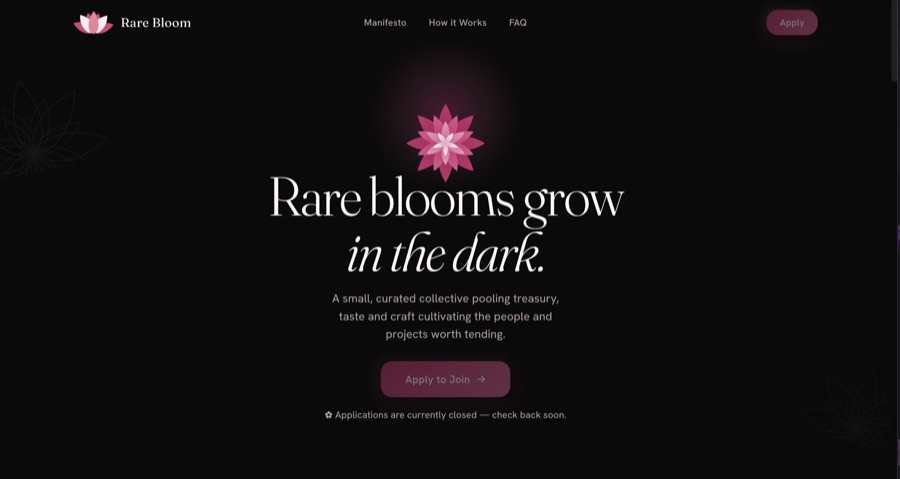 Rare Bloom
Manifesto
How it Works
FAQ
Apply
Rare blooms grow
in the dark.
A small, curated collective pooling treasury,
taste and craft cultivating the people and
projects worth tending.
Apply to Join →
✿ Applications are currently closed — check back soon.